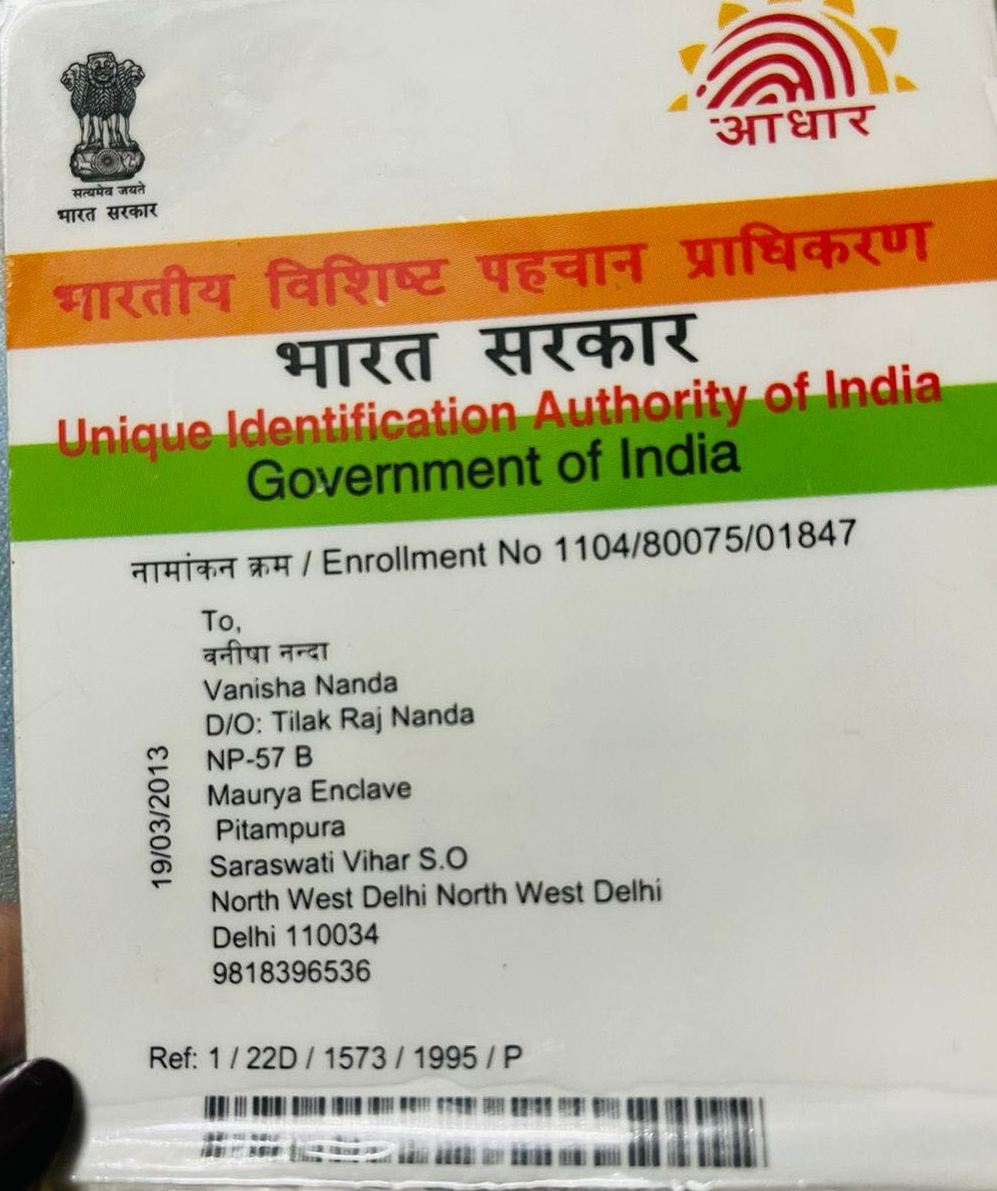 सत्यमेव जयते
भारत सरकार
आधार
भारतीय विशिष्ट पहचान प्राधिकरण
भारत सरकार
Unique Identification Authority of India
Government of India
नामांकन क्रम / Enrollment No 1104/80075/01847
To,
वनीषा नन्दा
Vanisha Nanda
D/O: Tilak Raj Nanda
NP-57 B
Maurya Enclave
Pitampura
Saraswati Vihar S.O
North West Delhi North West Delhi
Delhi 110034
9818396536
19/03/2013
Ref: 1 / 22D / 1573 / 1995 / P